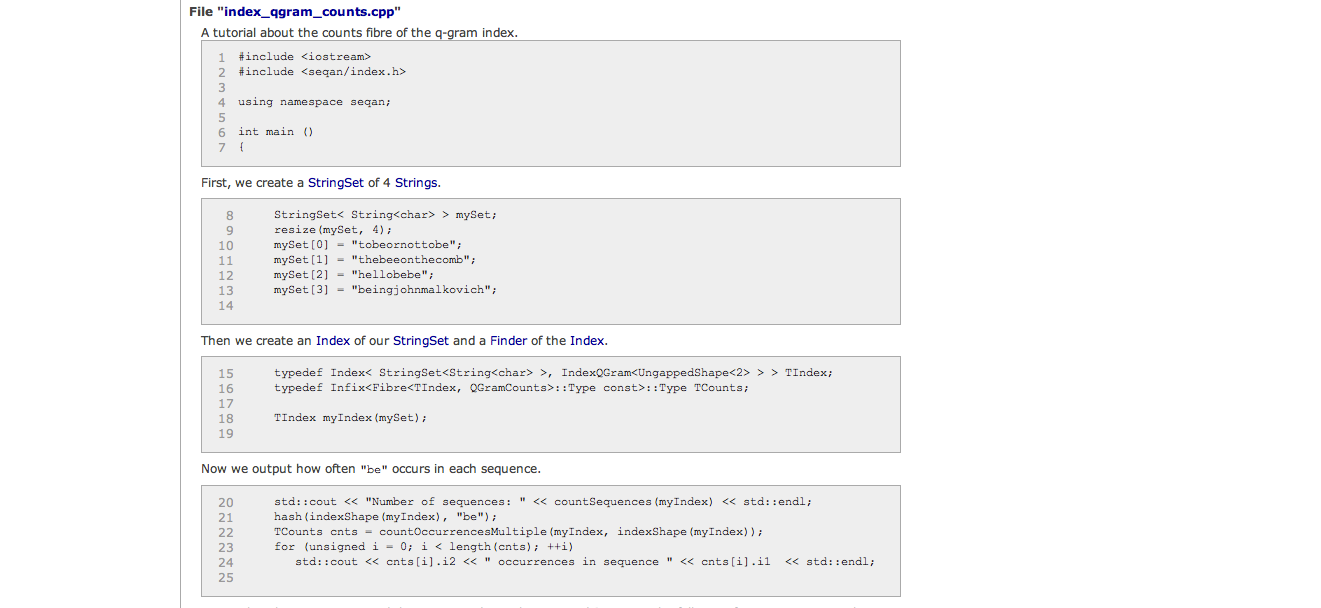 File "index_qgram_counts.cpp"
A tutorial about the counts fibre of the q-gram index.
1 #include <iostream>
2 #include <seqan/index.h>
3
4 using namespace seqan;
5
6 int main ()
7 {
First, we create a StringSet of 4 Strings.
8 StringSet< String<char> > mySet;
9 resize(mySet, 4);
10 mySet[0] = "tobeornottobe";
11 mySet[1] = "thebeeonthecomb";
12 mySet[2] = "hellobebe";
13 mySet[3] = "beingjohnmalkovich";
14
Then we create an Index of our StringSet and a Finder of the Index.
15 typedef Index< StringSet<String<char> >, IndexQGram<UngappedShape<2> > > TIndex;
16 typedef Infix<Fibre<TIndex, QGramCounts>::Type const>::Type TCounts;
17
18 TIndex myIndex(mySet);
19
Now we output how often "be" occurs in each sequence.
20 std::cout << "Number of sequences: " << countSequences(myIndex) << std::endl;
21 hash(indexShape(myIndex), "be");
22 TCounts cnts = countOccurrencesMultiple(myIndex, indexShape(myIndex));
23 for (unsigned i = 0; i < length(cnts); ++i)
24 std::cout << cnts[i].i2 << " occurrences in sequence " << cnts[i].i1 << std::endl;
25